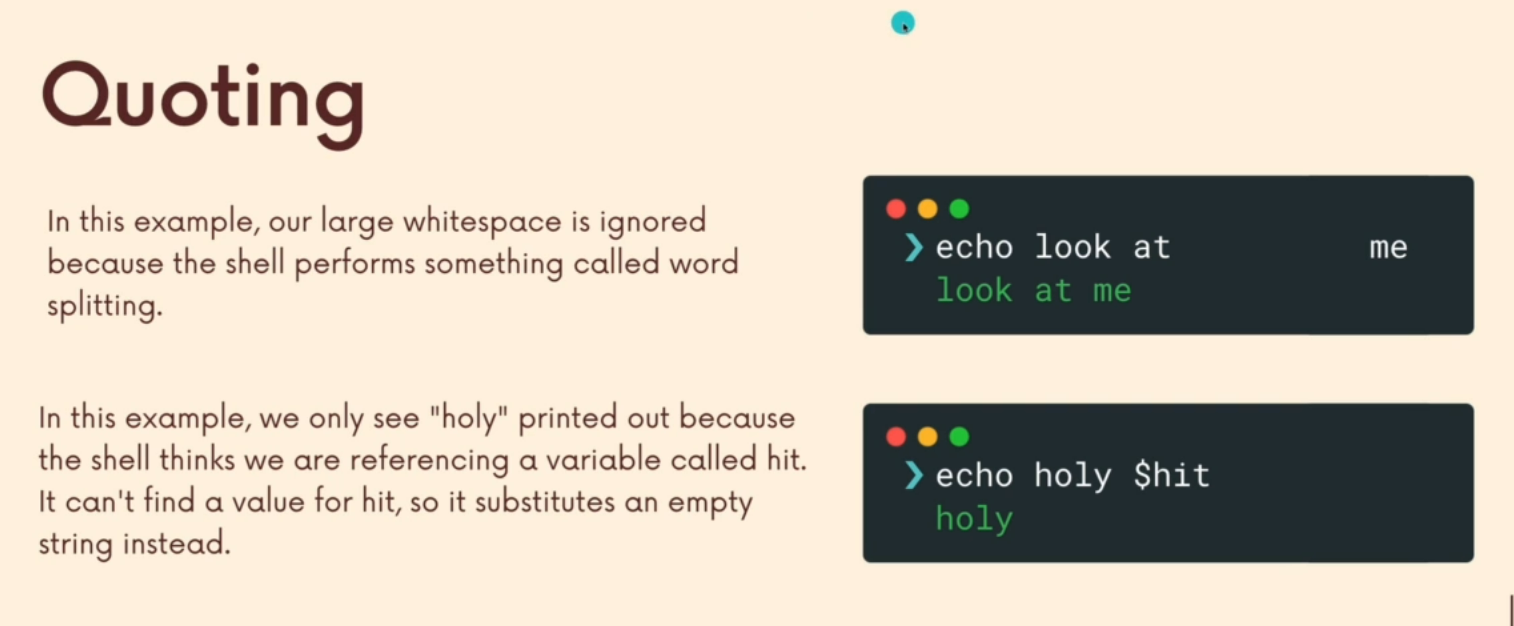 Quoting
In this example, our large whitespace is ignored
because the shell performs something called word
splitting.
❯ echo look at          me
look at me
In this example, we only see "holy" printed out because
the shell thinks we are referencing a variable called hit.
It can't find a value for hit, so it substitutes an empty
string instead.
❯ echo holy $hit
holy